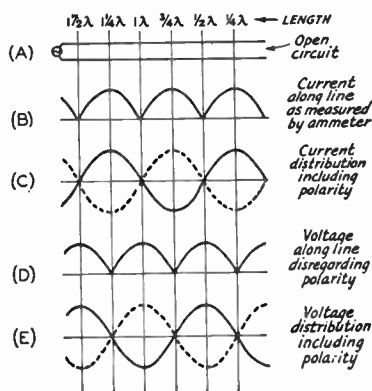 1½λ 1¼λ 1λ ¾λ ½λ ¼λ ← LENGTH
(A)
Open
circuit
(B)
Current
along line
as measured
by ammeter
(C)
Current
distribution
including
polarity
(D)
Voltage
along line
disregarding
polarity
(E)
Voltage
distribution
including
polarity